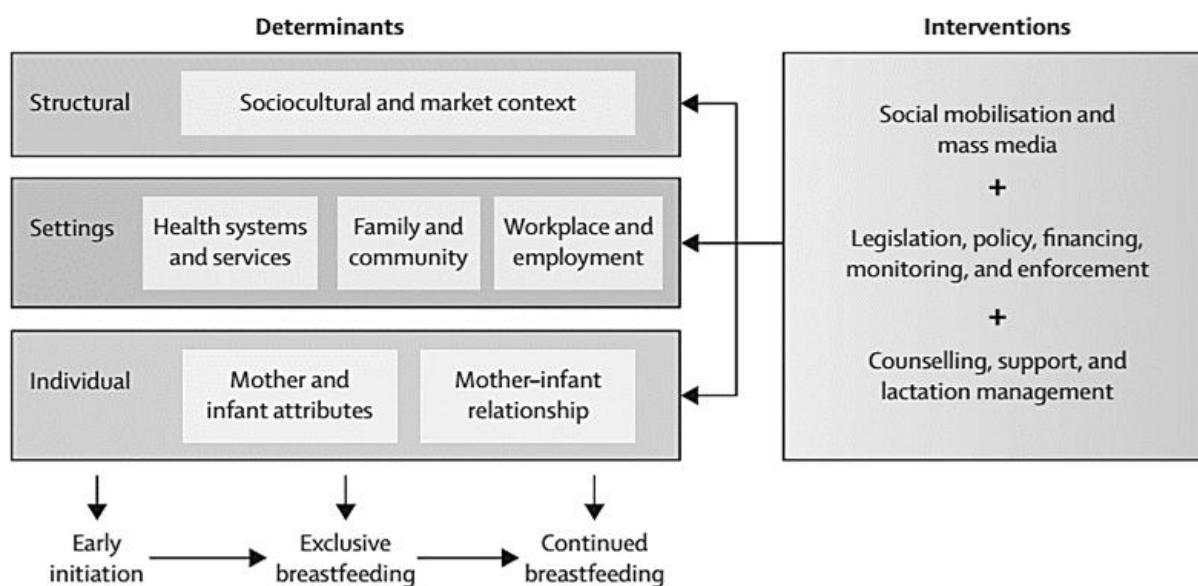 Determinants
Interventions
Structural
Sociocultural and market context
Settings
Health systems
and services
Family and
community
Workplace and
employment
Individual
Mother and
infant attributes
Mother–infant
relationship
Early
initiation
Exclusive
breastfeeding
Continued
breastfeeding
Social mobilisation and
mass media
+
Legislation, policy, financing,
monitoring, and enforcement
+
Counselling, support, and
lactation management